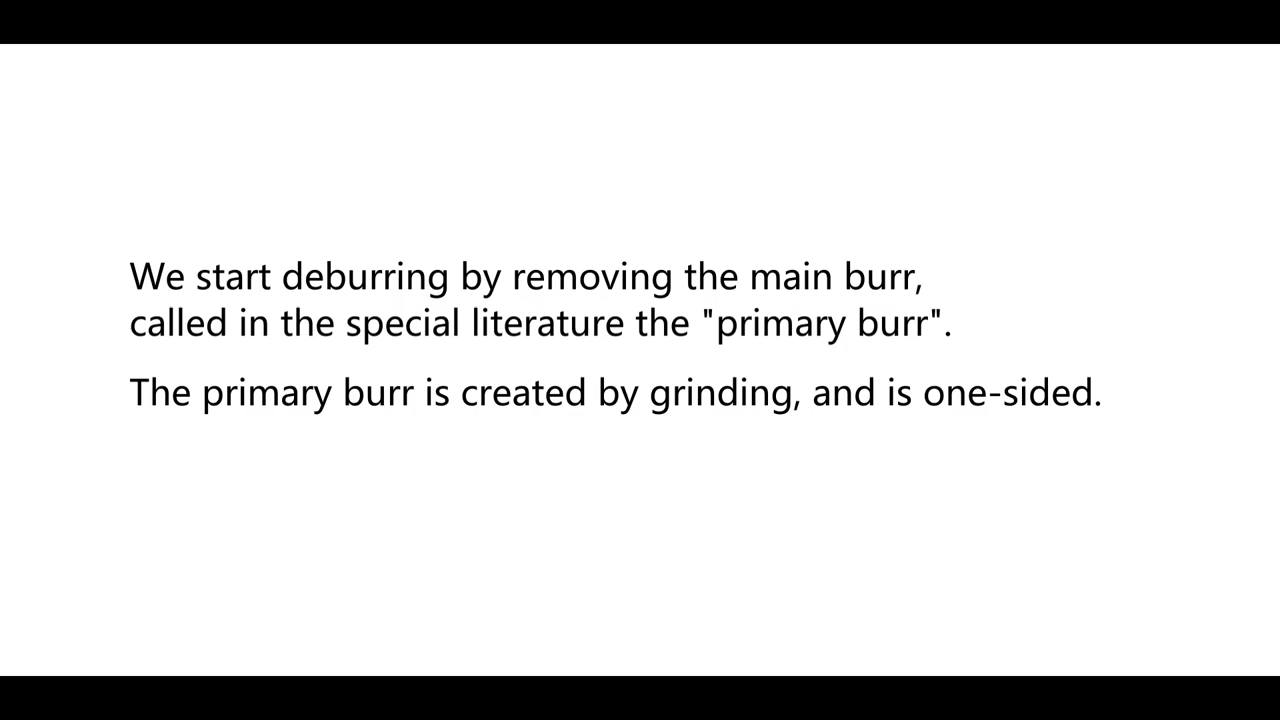 We start deburring by removing the main burr,
called in the special literature the "primary burr".
The primary burr is created by grinding, and is one-sided.